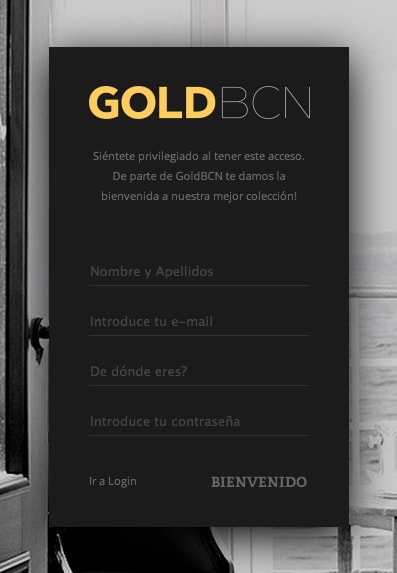 GOLDBCN
Siéntete privilegiado al tener este acceso.
De parte de GoldBCN te damos la
bienvenida a nuestra mejor colección!
Nombre y Apellidos
Introduce tu e-mail
De dónde eres?
Introduce tu contraseña
Ir a Login
BIENVENIDO